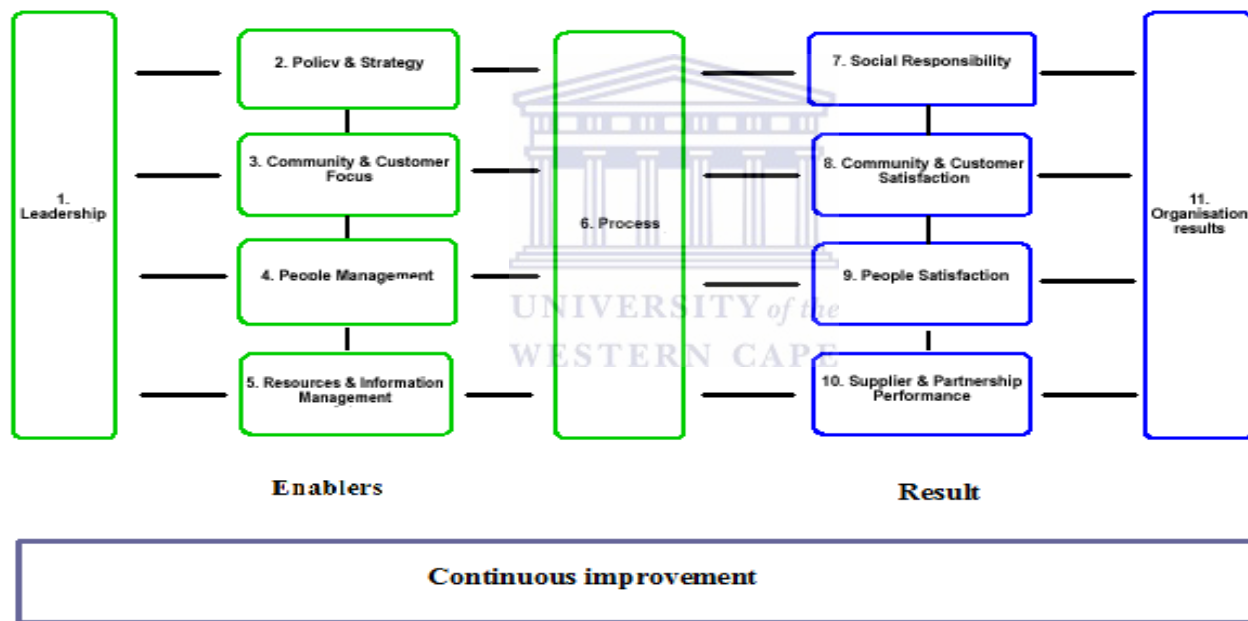 1.
Leadership
2. Policy & Strategy
3. Community & Customer
Focus
4. People Management
5. Resources & Information
Management
6. Process
7. Social Responsibility
8. Community & Customer
Satisfaction
9. People Satisfaction
10. Supplier & Partnership
Performance
11.
Organisation
results
UNIVERSITY of the
WESTERN CAPE
Enablers
Result
Continuous improvement